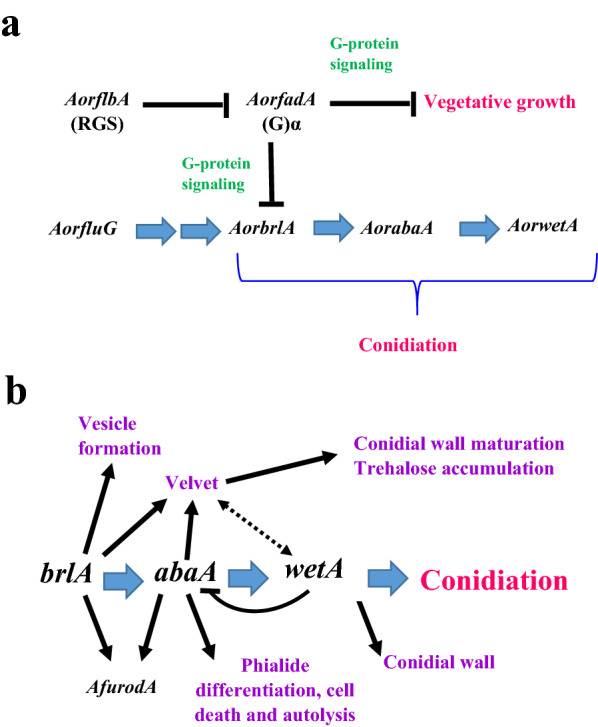 a
G-protein
signaling
AorflbA
(RGS)
AorfadA
(G)α
Vegetative growth
G-protein
signaling
AorfluG
AorbrlA
AorabaA
AorwetA
Conidiation
b
Vesicle
formation
Velvet
Conidial wall maturation
Trehalose accumulation
brlA
abaA
wetA
Conidiation
AfurodA
Phialide
differentiation, cell
death and autolysis
Conidial wall